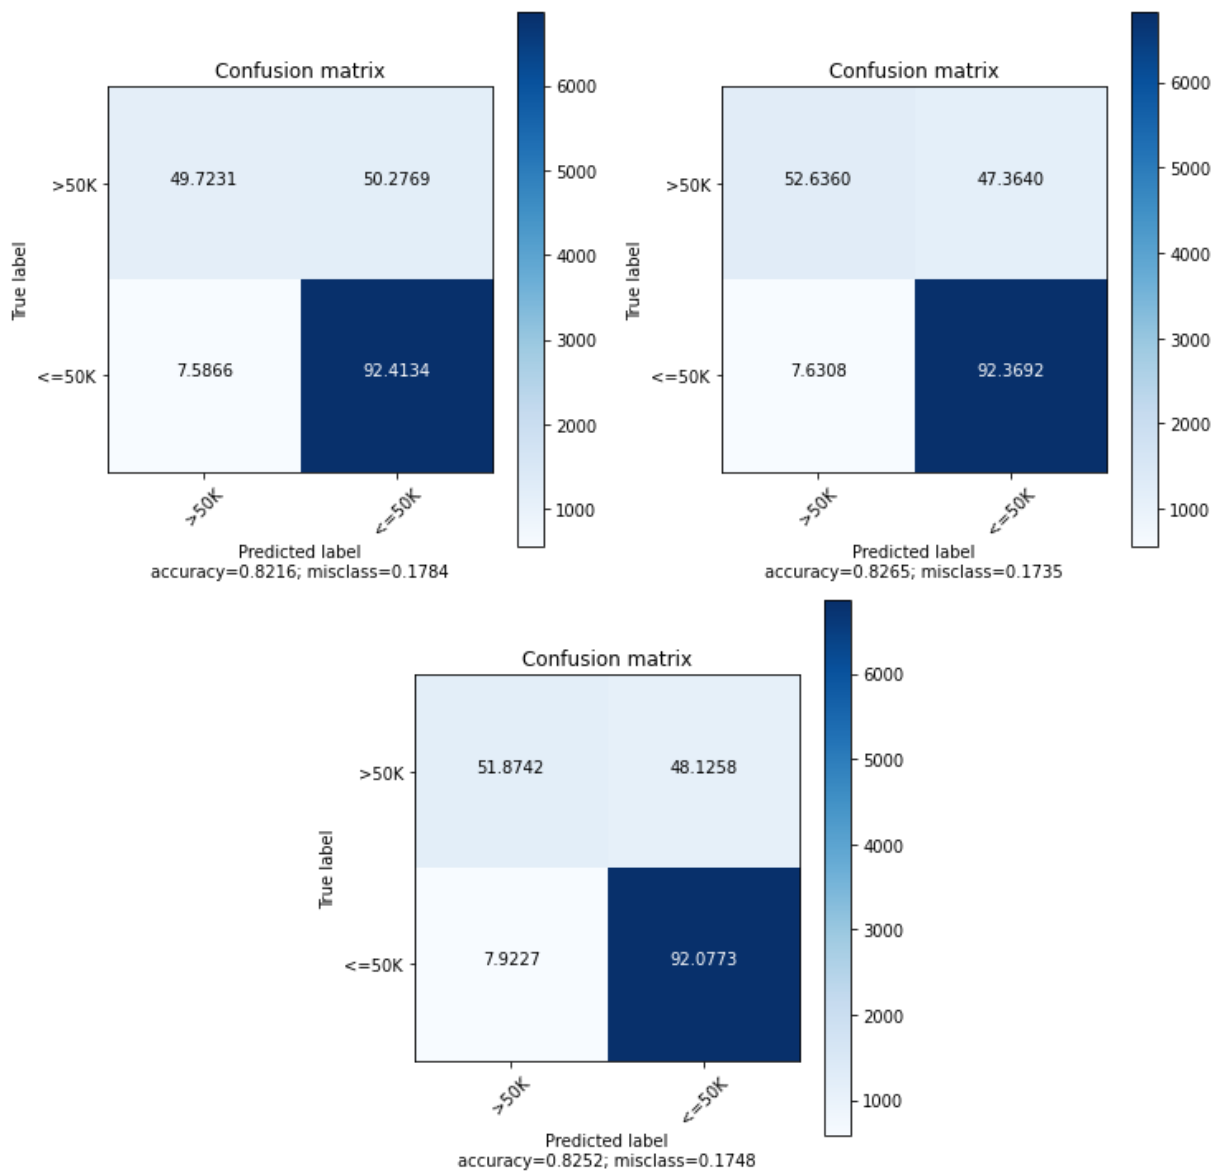 Confusion matrix
6000
5000
4000
3000
2000
1000
>50K
<=50K
True label
49.7231 50.2769
7.5866 92.4134
>50K <=50K
Predicted label
accuracy=0.8216; misclass=0.1784
Confusion matrix
6000
5000
4000
3000
2000
1000
>50K
<=50K
True label
52.6360 47.3640
7.6308 92.3692
>50K <=50K
Predicted label
accuracy=0.8265; misclass=0.1735
Confusion matrix
6000
5000
4000
3000
2000
1000
>50K
<=50K
True label
51.8742 48.1258
7.9227 92.0773
>50K <=50K
Predicted label
accuracy=0.8252; misclass=0.1748